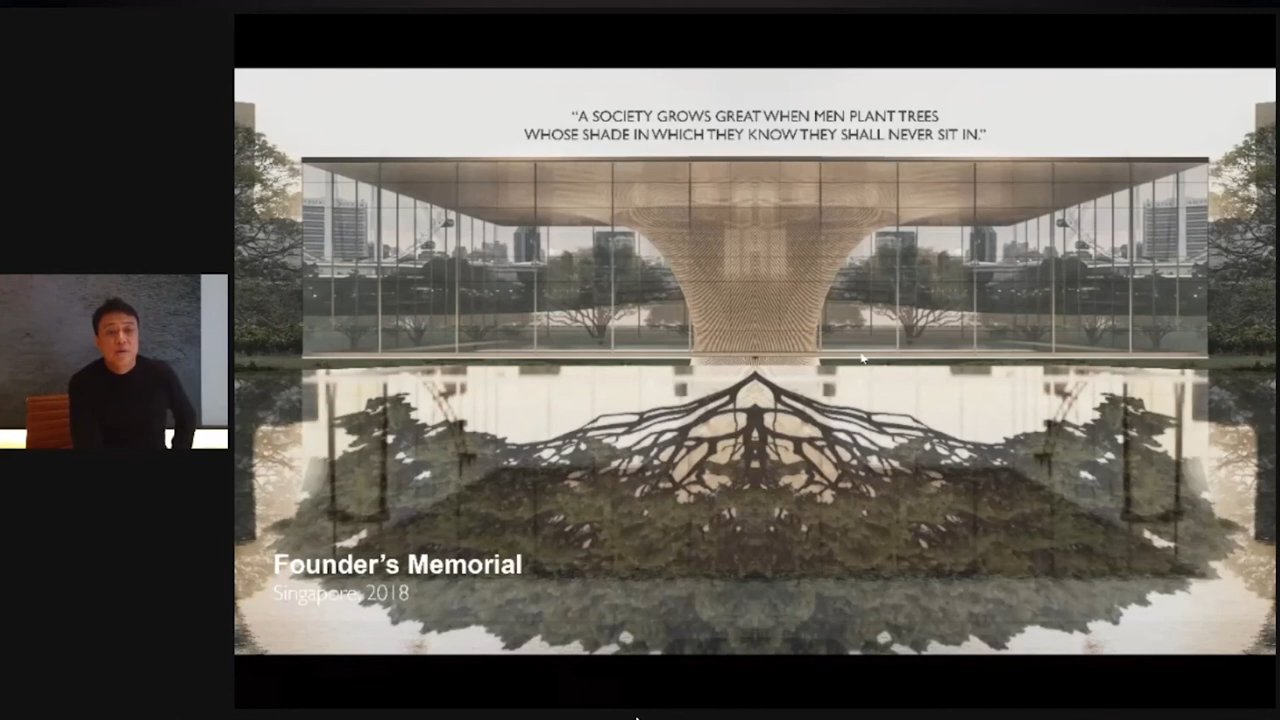 “A SOCIETY GROWS GREAT WHEN MEN PLANT TREES
WHOSE SHADE IN WHICH THEY KNOW THEY SHALL NEVER SIT IN.”
Founder’s Memorial
Singapore, 2018